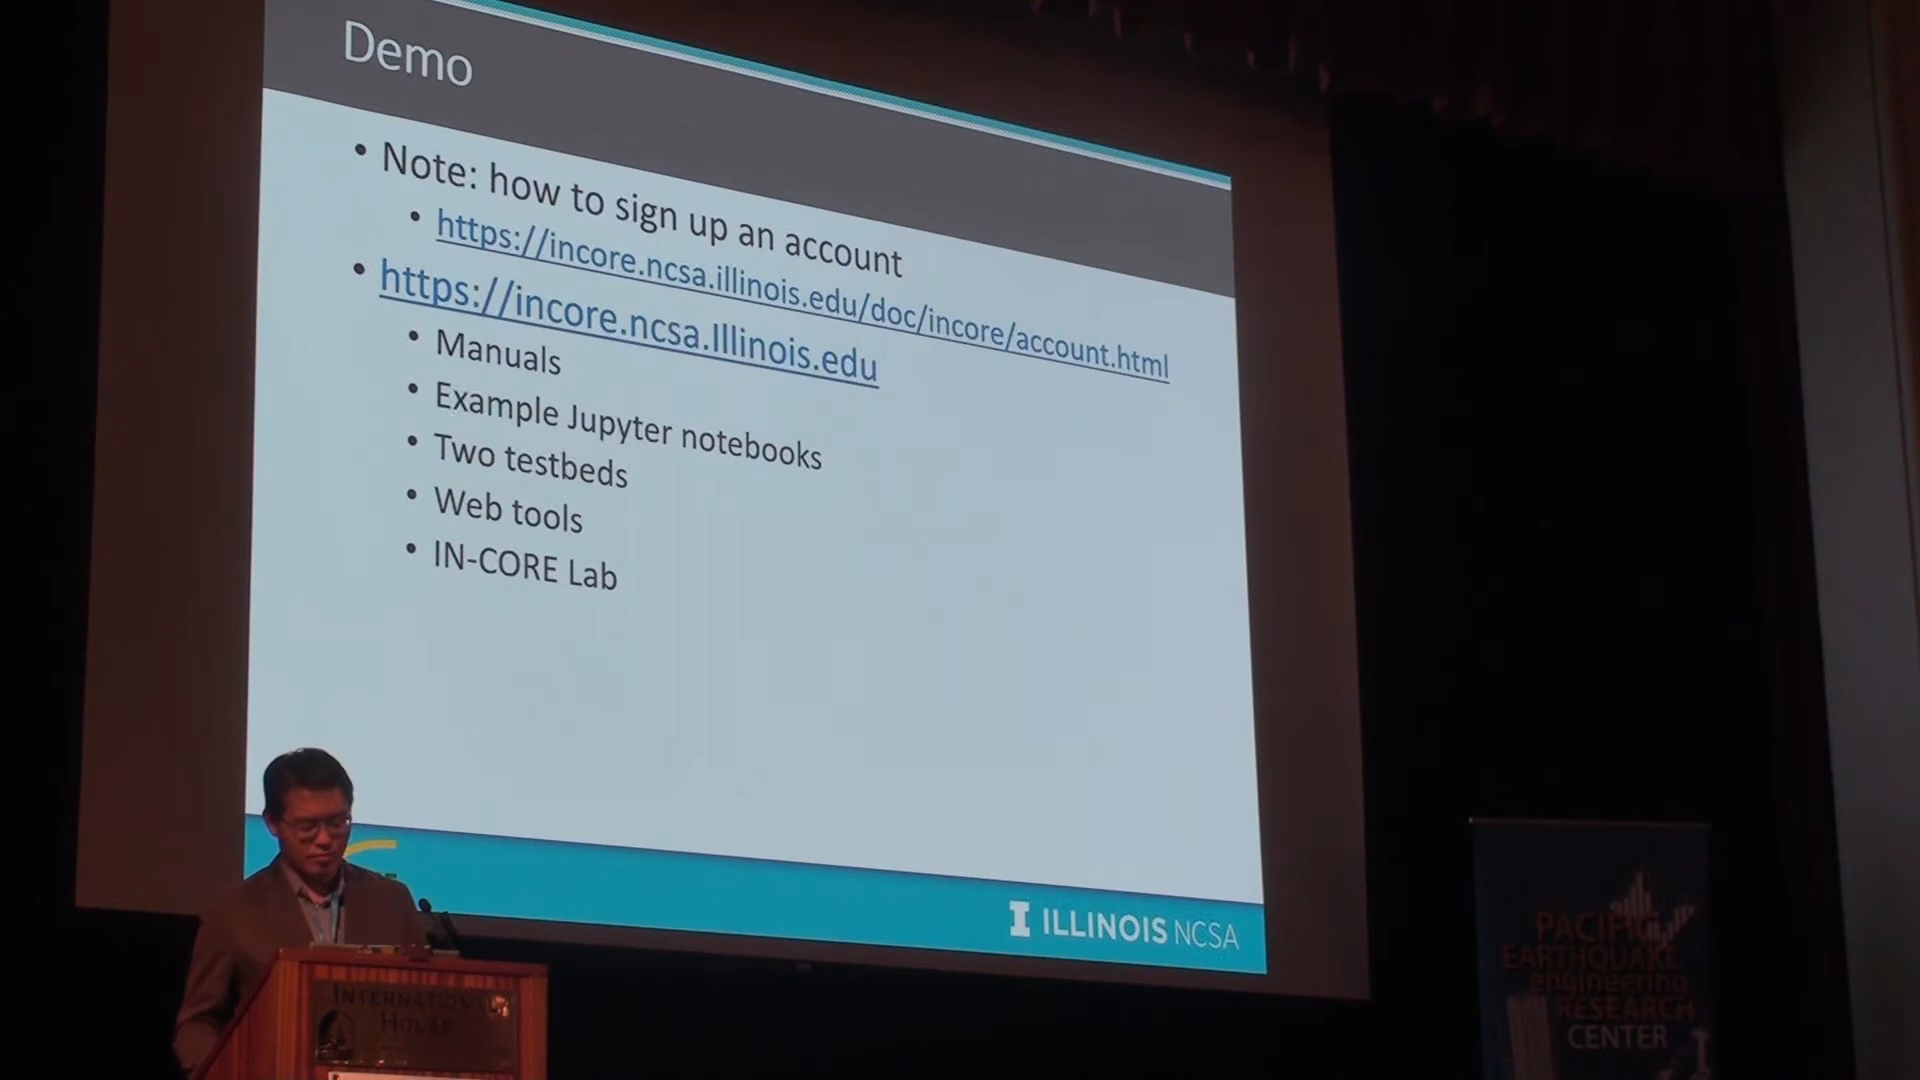 Demo
• Note: how to sign up an account
• https://incore.ncsa.illinois.edu/doc/incore/account.html
• https://incore.ncsa.Illinois.edu
• Manuals
• Example Jupyter notebooks
• Two testbeds
• Web tools
• IN-CORE Lab
ILLINOIS NCSA
INTERNATIONAL
HOUSE
PACIFIC
EARTHQUAKE
engineering
RESEARCH
CENTER